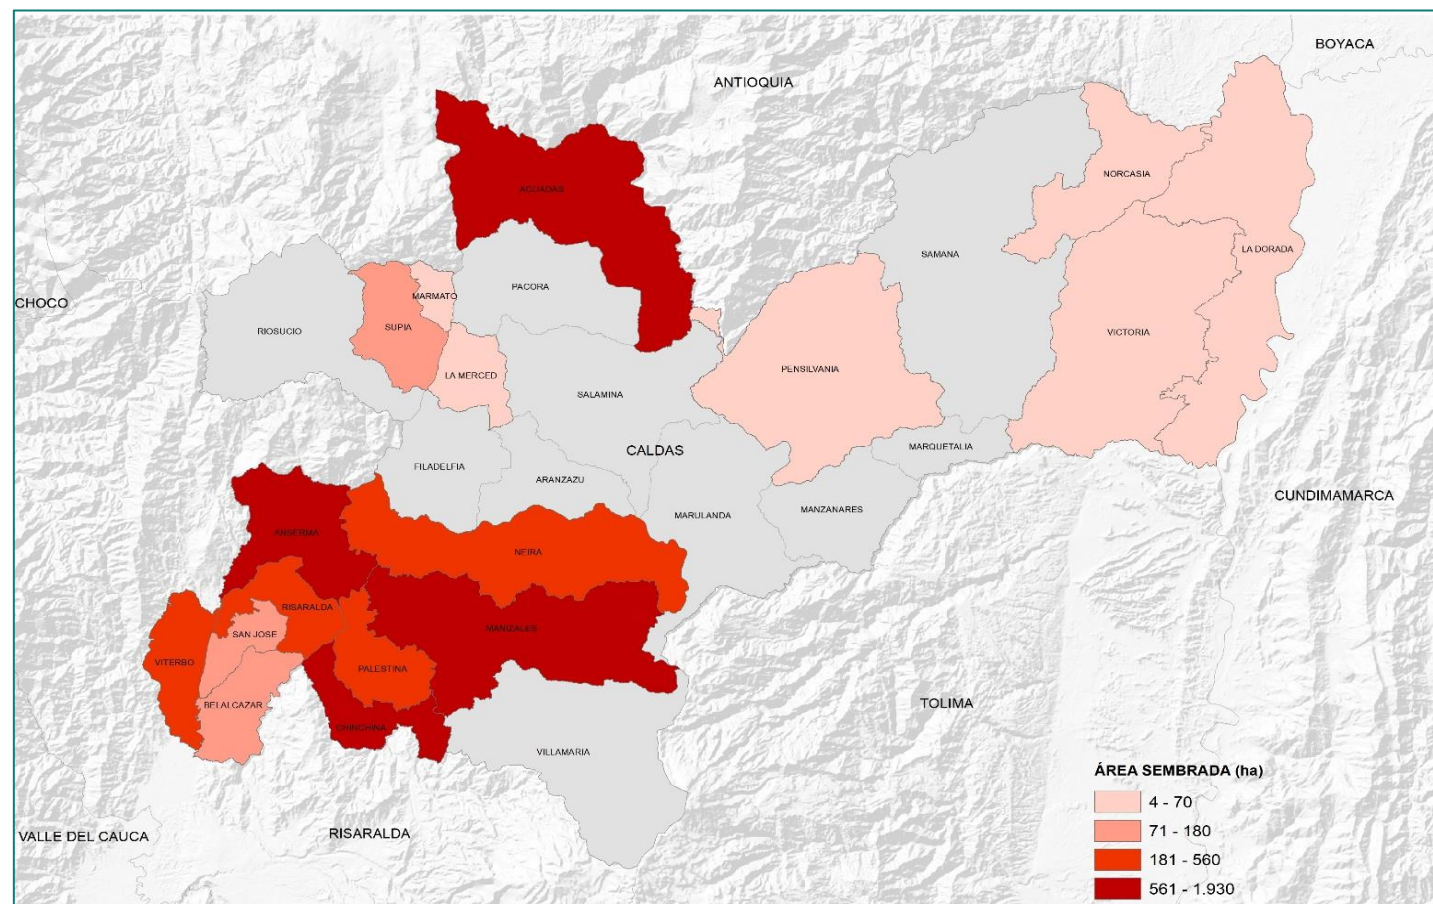 BOYACA
ANTIOQUIA
NORCASIA
AGUADAS
LA DORADA
SAMANA
PACORA
MARMATO
CHOCO
SUPIA
RIOSUCIO
VICTORIA
PENSILVANIA
LA MERCED
SALAMINA
MARQUETALIA
CALDAS
FILADELFIA
ARANZAZU
CUNDIMAMARCA
MANZANARES
MARULANDA
ANSERMA
NEIRA
RISARALDA
MANIZALES
SAN JOSE
VITERBO
PALESTINA
TOLIMA
BELALCAZAR
CHINCHINA
VILLAMARIA
RISARALDA
VALLE DEL CAUCA
ÁREA SEMBRADA (ha)
4 - 70
71 - 180
181 - 560
561 - 1.930